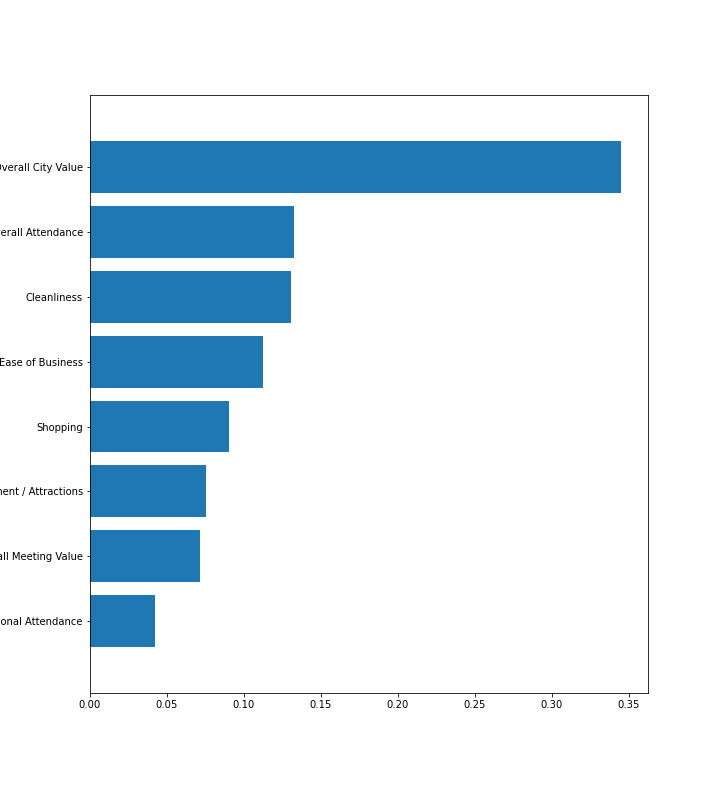 Overall City Value
erall Attendance
Cleanliness
Ease of Business
Shopping
nent / Attractions
all Meeting Value
onal Attendance
0.00 0.05 0.10 0.15 0.20 0.25 0.30 0.35